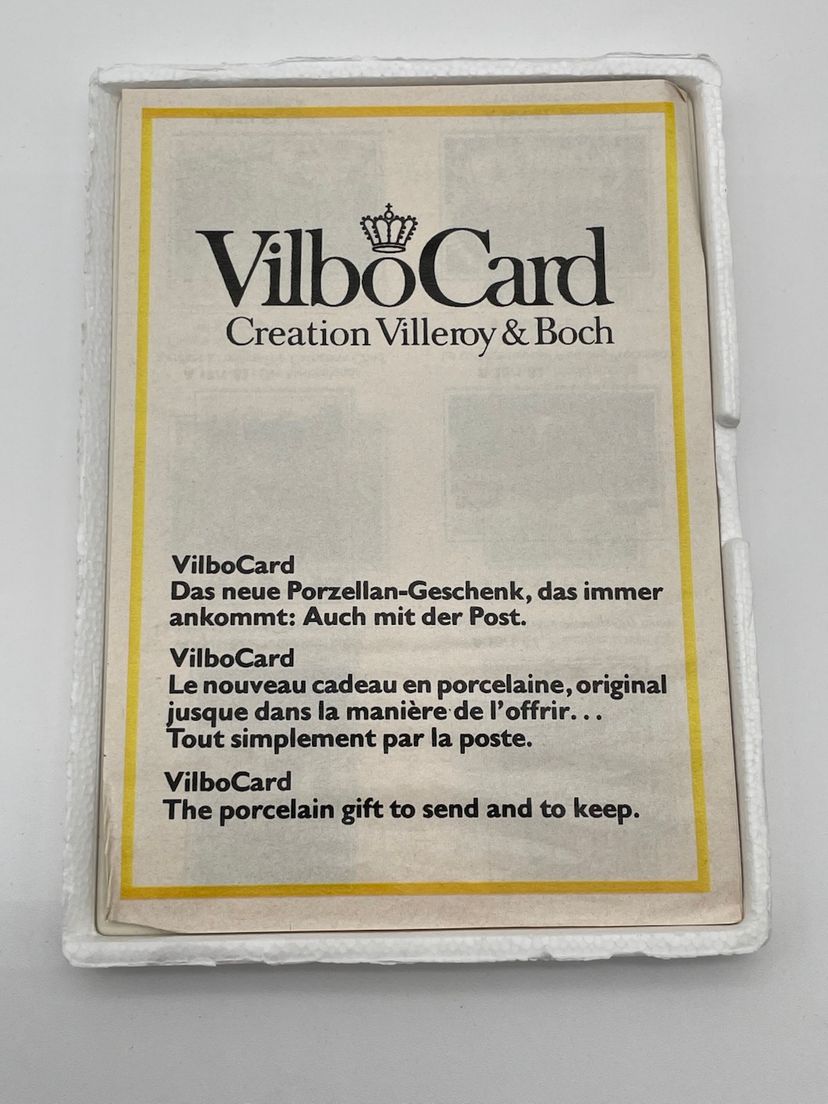 VilboCard
Creation Villeroy & Boch
VilboCard
Das neue Porzellan-Geschenk, das immer
ankommt: Auch mit der Post.
VilboCard
Le nouveau cadeau en porcelaine, original
jusque dans la manière de l'offrir...
Tout simplement par la poste.
VilboCard
The porcelain gift to send and to keep.